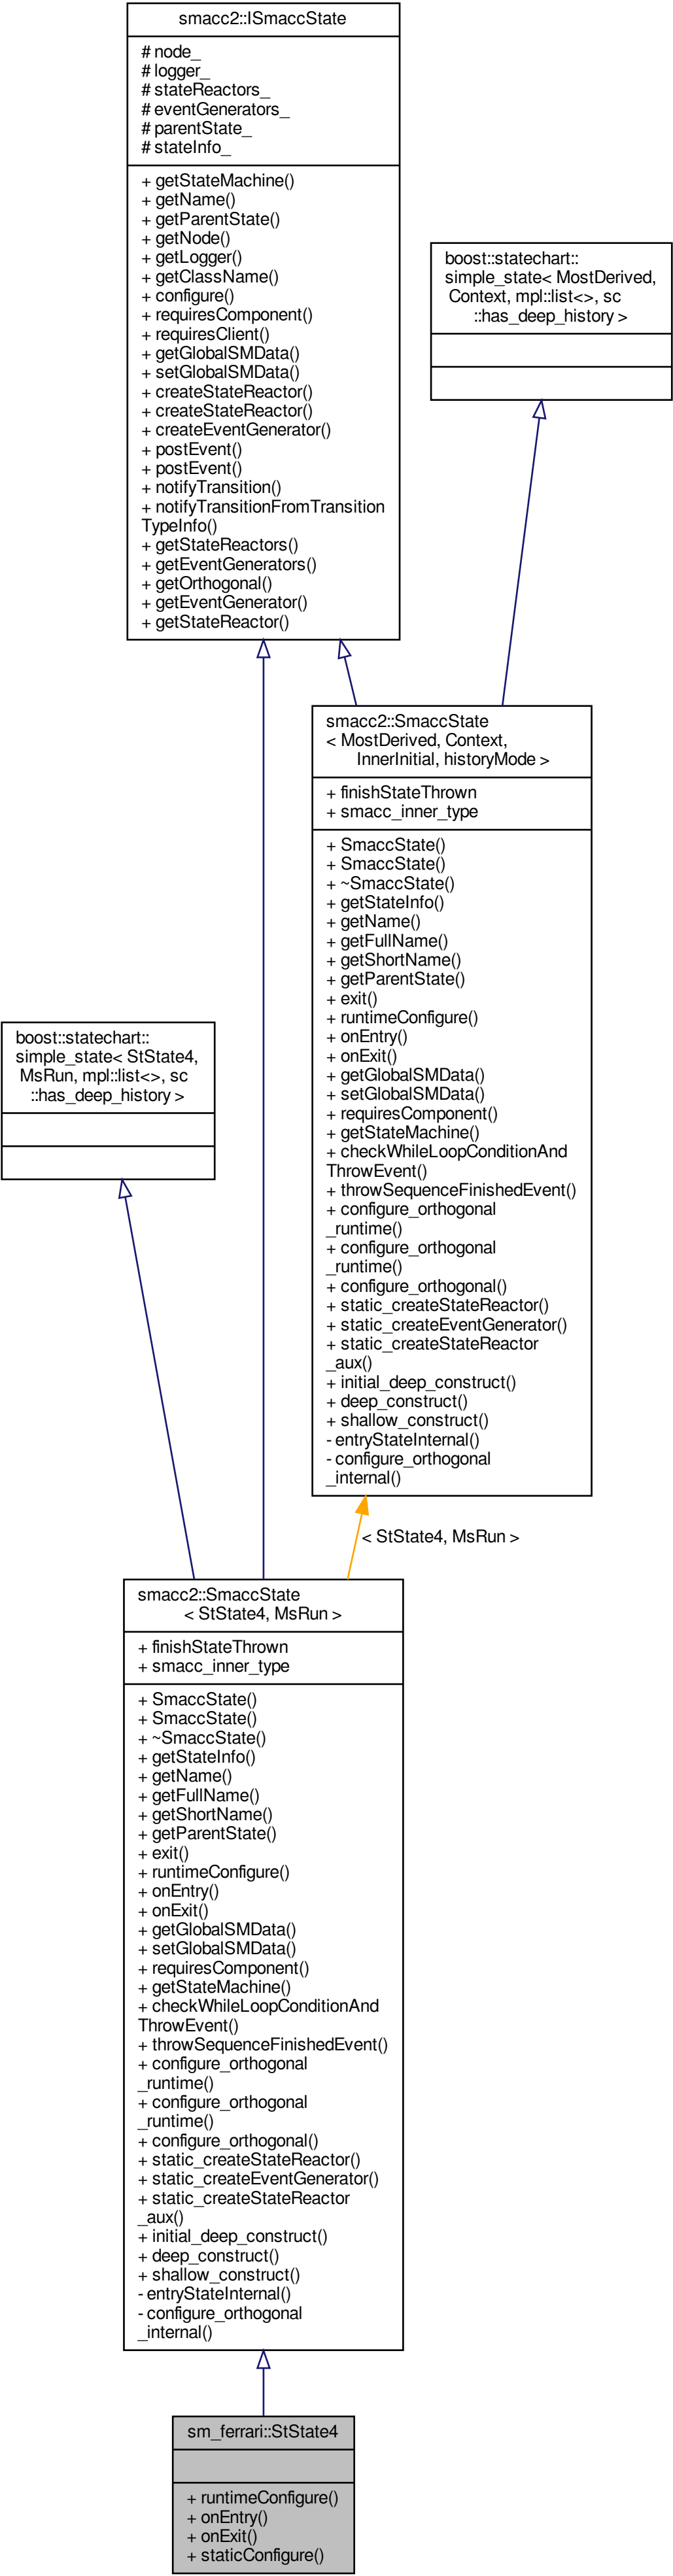 smacc2::ISmaccState
# node_
# logger_
# stateReactors_
# eventGenerators_
# parentState_
# stateInfo_
+ getStateMachine()
+ getName()
+ getParentState()
+ getNode()
+ getLogger()
+ getClassName()
+ configure()
+ requiresComponent()
+ requiresClient()
+ getGlobalSMData()
+ setGlobalSMData()
+ createStateReactor()
+ createStateReactor()
+ createEventGenerator()
+ postEvent()
+ postEvent()
+ notifyTransition()
+ notifyTransitionFromTransition
TypeInfo()
+ getStateReactors()
+ getEventGenerators()
+ getOrthogonal()
+ getEventGenerator()
+ getStateReactor()
boost::statechart::
simple_state< MostDerived,
Context, mpl::list<>, sc
::has_deep_history >
smacc2::SmaccState
< MostDerived, Context,
InnerInitial, historyMode >
+ finishStateThrown
+ smacc_inner_type
+ SmaccState()
+ SmaccState()
+ ~SmaccState()
+ getStateInfo()
+ getName()
+ getFullName()
+ getShortName()
+ getParentState()
+ exit()
+ runtimeConfigure()
+ onEntry()
+ onExit()
+ getGlobalSMData()
+ setGlobalSMData()
+ requiresComponent()
+ getStateMachine()
+ checkWhileLoopConditionAnd
ThrowEvent()
+ throwSequenceFinishedEvent()
+ configure_orthogonal
_runtime()
+ configure_orthogonal
_runtime()
+ configure_orthogonal()
+ static_createStateReactor()
+ static_createEventGenerator()
+ static_createStateReactor
_aux()
+ initial_deep_construct()
+ deep_construct()
+ shallow_construct()
- entryStateInternal()
- configure_orthogonal
_internal()
boost::statechart::
simple_state< StState4,
MsRun, mpl::list<>, sc
::has_deep_history >
< StState4, MsRun >
smacc2::SmaccState
< StState4, MsRun >
+ finishStateThrown
+ smacc_inner_type
+ SmaccState()
+ SmaccState()
+ ~SmaccState()
+ getStateInfo()
+ getName()
+ getFullName()
+ getShortName()
+ getParentState()
+ exit()
+ runtimeConfigure()
+ onEntry()
+ onExit()
+ getGlobalSMData()
+ setGlobalSMData()
+ requiresComponent()
+ getStateMachine()
+ checkWhileLoopConditionAnd
ThrowEvent()
+ throwSequenceFinishedEvent()
+ configure_orthogonal
_runtime()
+ configure_orthogonal
_runtime()
+ configure_orthogonal()
+ static_createStateReactor()
+ static_createEventGenerator()
+ static_createStateReactor
_aux()
+ initial_deep_construct()
+ deep_construct()
+ shallow_construct()
- entryStateInternal()
- configure_orthogonal
_internal()
sm_ferrari::StState4
+ runtimeConfigure()
+ onEntry()
+ onExit()
+ staticConfigure()